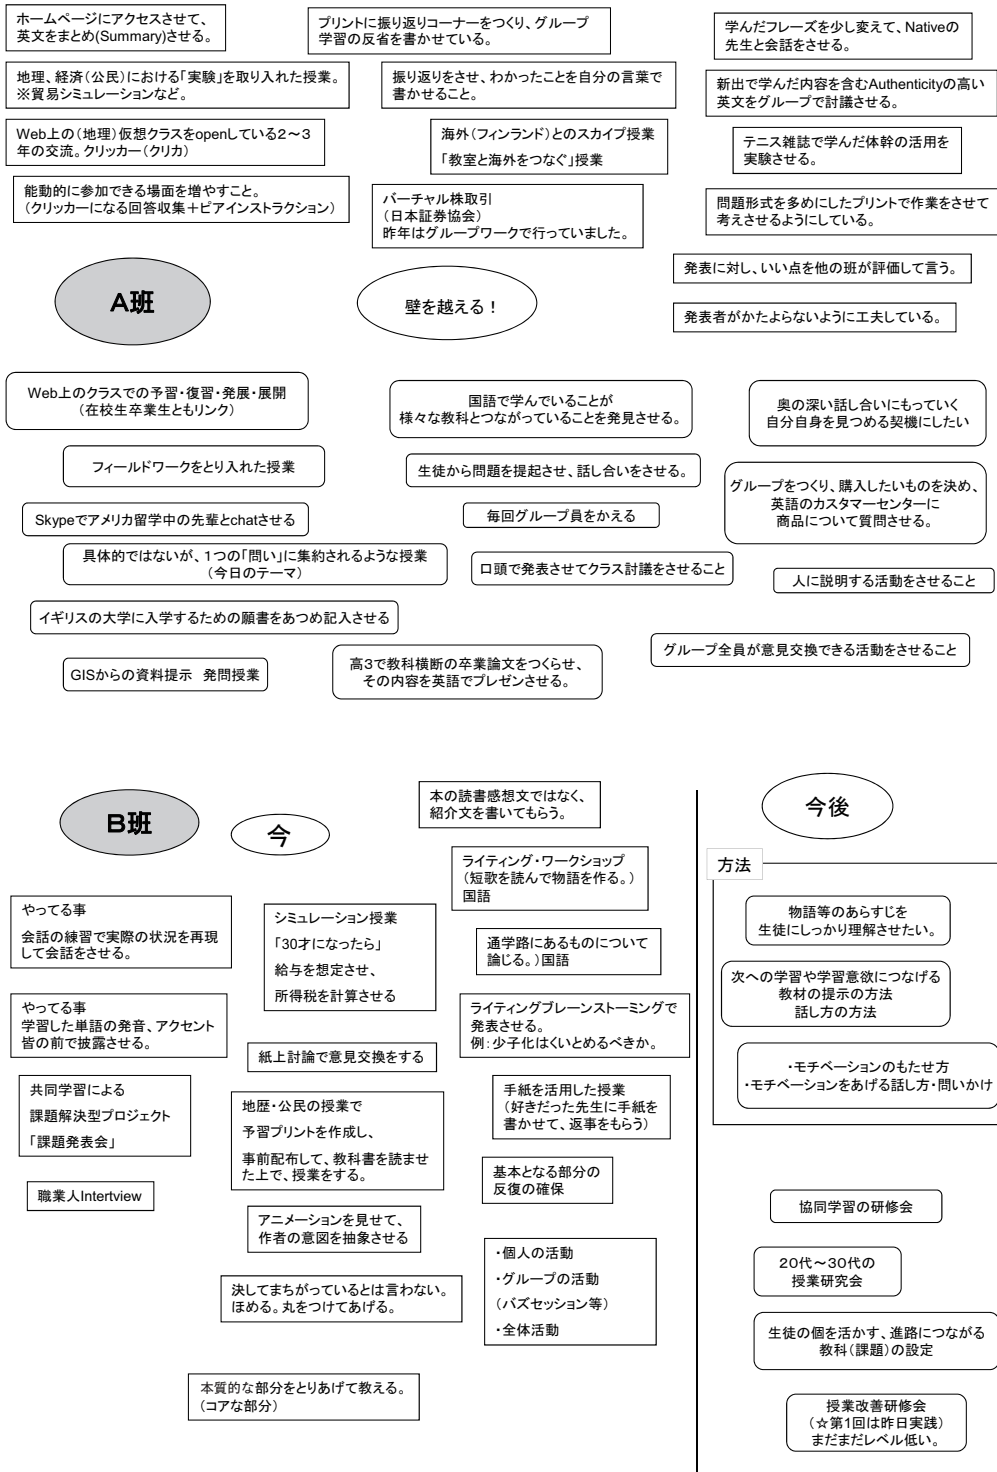 ホームページにアクセスさせて、
英文をまとめ(Summary)させる。
プリントに振り返りコーナーをつくり、グループ
学習の反省を書かせている。
学んだフレーズを少し変えて、Nativeの
先生と会話をさせる。
地理、経済(公民)における「実験」を取り入れた授業。
※貿易シミュレーションなど。
振り返りをさせ、わかったことを自分の言葉で
書かせること。
新出で学んだ内容を含むAuthenticityの高い
英文をグループで討議させる。
Web上の(地理)仮想クラスをopenしている2~3
年の交流。クリッカー(クリカ)
海外(フィンランド)とのスカイプ授業
「教室と海外をつなぐ」授業
テニス雑誌で学んだ体幹の活用を
実験させる。
能動的に参加できる場面を増やすこと。
(クリッカーになる回答収集+ピアインストラクション)
バーチャル株取引
(日本証券協会)
昨年はグループワークで行っていました。
問題形式を多めにしたプリントで作業をさせて
考えさせるようにしている。
発表に対し、いい点を他の班が評価して言う。
A班
壁を越える!
発表者がかたよらないように工夫している。
Web上のクラスでの予習・復習・発展・展開
(在校生卒業生ともリンク)
国語で学んでいることが
様々な教科とつながっていることを発見させる。
奥の深い話し合いにもっていく
自分自身を見つめる契機にしたい
フィールドワークをとり入れた授業
生徒から問題を提起させ、話し合いをさせる。
グループをつくり、購入したいものを決め、
英語のカスタマーセンターに
商品について質問させる。
Skypeでアメリカ留学中の先輩とchatさせる
毎回グループ員をかえる
具体的ではないが、1つの「問い」に集約されるような授業
(今日のテーマ)
口頭で発表させてクラス討議をさせること
人に説明する活動をさせること
イギリスの大学に入学するための願書をあつめ記入させる
グループ全員が意見交換できる活動をさせること
GISからの資料提示 発問授業
高3で教科横断の卒業論文をつくらせ、
その内容を英語でプレゼンさせる。
B班
今
本の読書感想文ではなく、
紹介文を書いてもらう。
ライティング・ワークショップ
(短歌を読んで物語を作る。)
国語
やってる事
会話の練習で実際の状況を再現
して会話をさせる。
シミュレーション授業
「30才になったら」
給与を想定させ、
所得税を計算させる
通学路にあるものについて
論じる。)国語
やってる事
学習した単語の発音、アクセント
皆の前で披露させる。
ライティングブレーンストーミングで
発表させる。
例:少子化はくいとめるべきか。
紙上討論で意見交換をする
共同学習による
課題解決型プロジェクト
「課題発表会」
地歴・公民の授業で
予習プリントを作成し、
事前配布して、教科書を読ませ
た上で、授業をする。
手紙を活用した授業
(好きだった先生に手紙を
書かせて、返事をもらう)
職業人Intertview
基本となる部分の
反復の確保
アニメーションを見せて、
作者の意図を抽象させる
・個人の活動
・グループの活動
(バズセッション等)
・全体活動
決してまちがっているとは言わない。
ほめる。丸をつけてあげる。
本質的な部分をとりあげて教える。
(コアな部分)
今後
方法
物語等のあらすじを
生徒にしっかり理解させたい。
次への学習や学習意欲につなげる
教材の提示の方法
話し方の方法
・モチベーションのもたせ方
・モチベーションをあげる話し方・問いかけ
協同学習の研修会
20代~30代の
授業研究会
生徒の個を活かす、進路につながる
教科(課題)の設定
授業改善研修会
(☆第1回は昨日実践)
まだまだレベル低い。